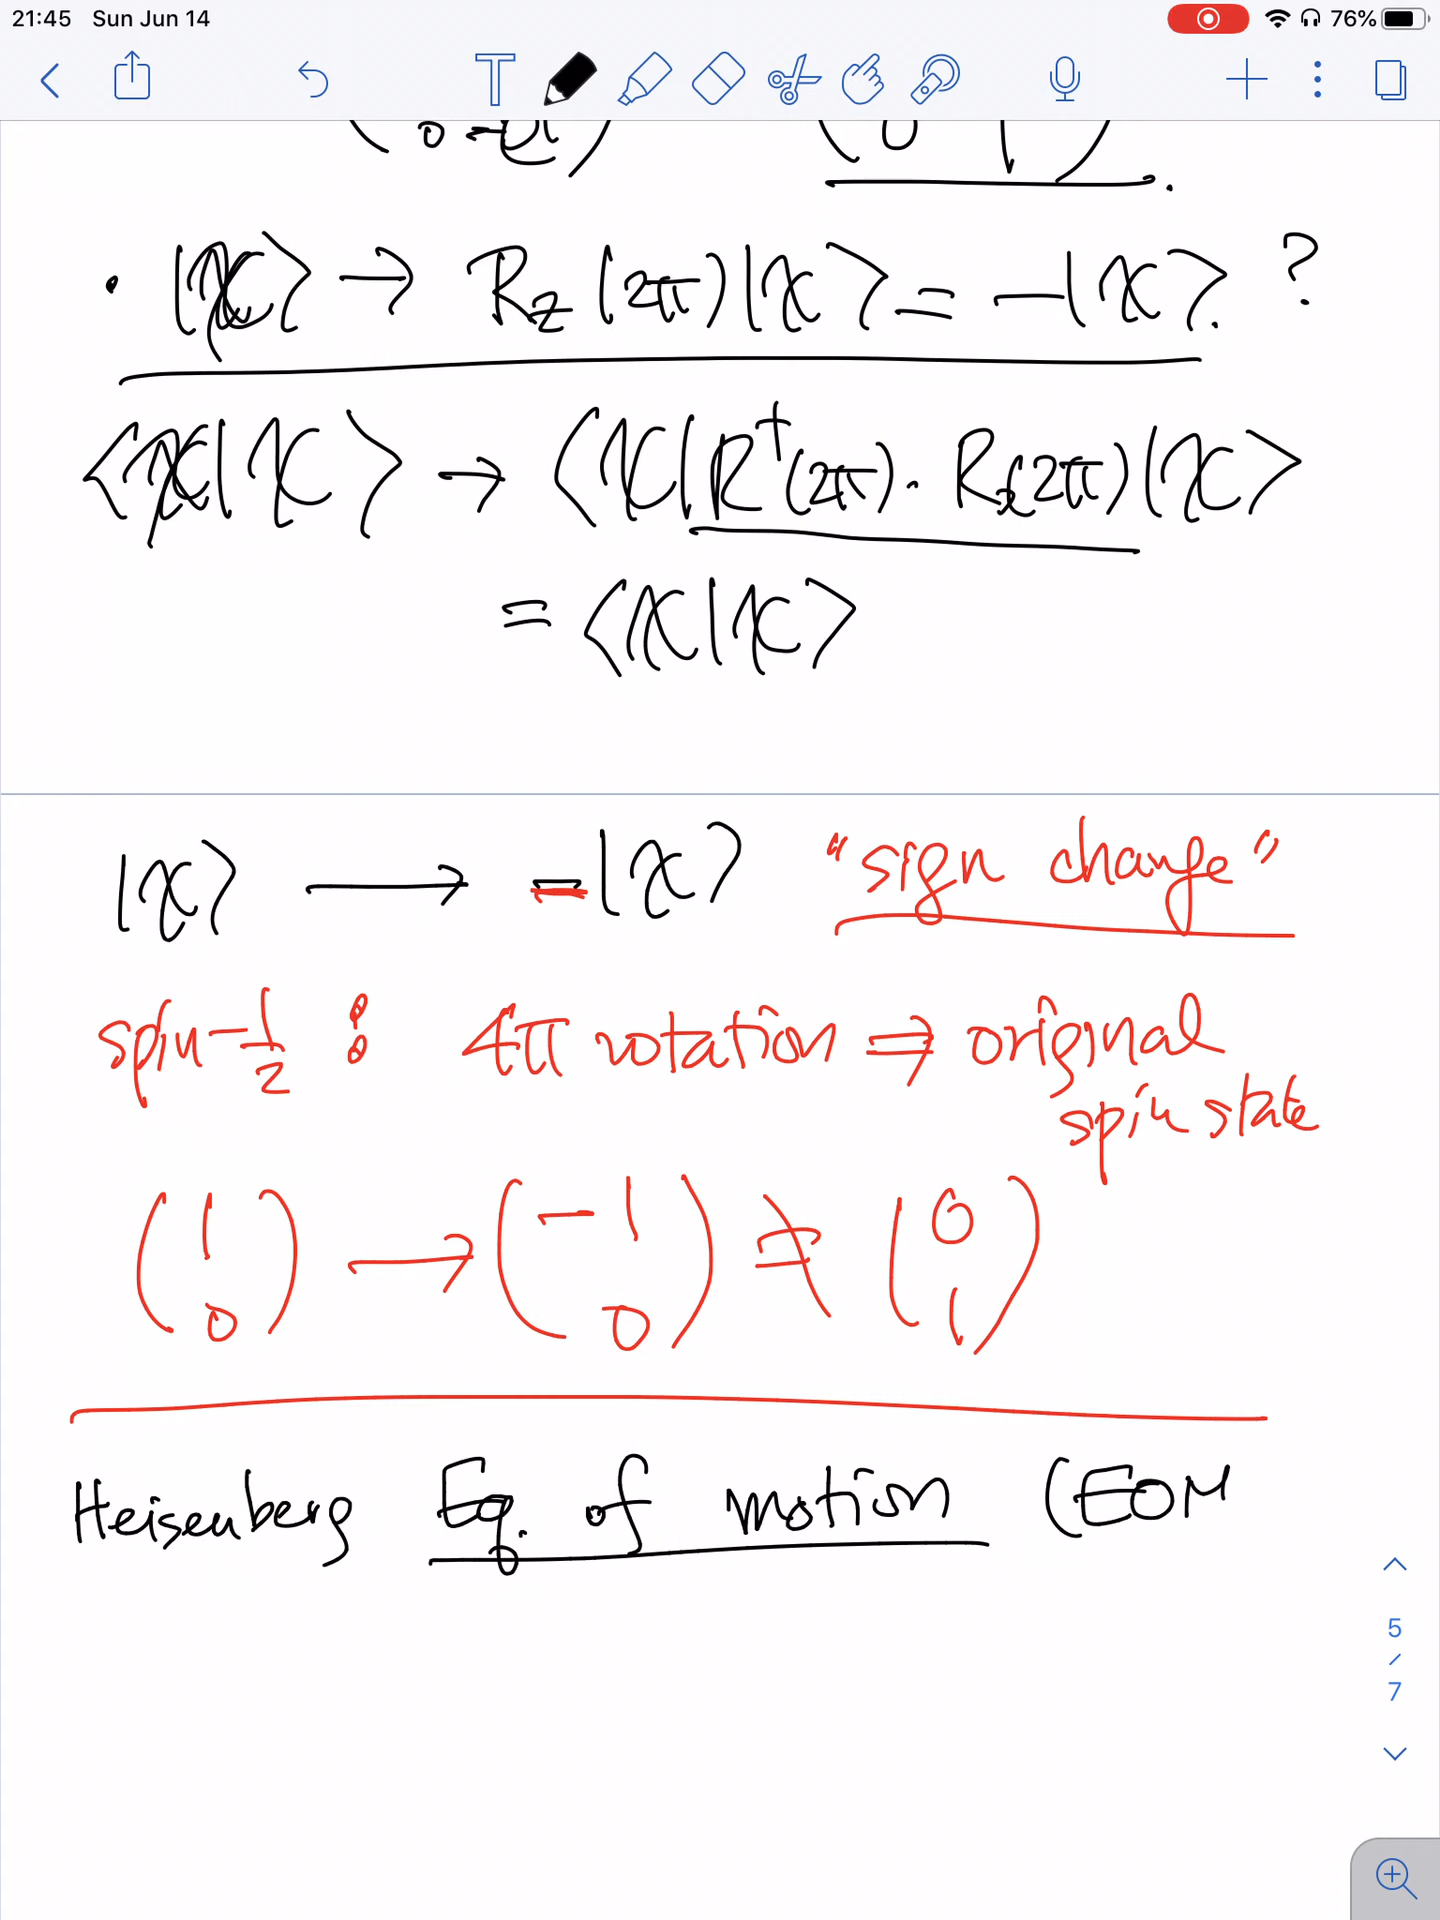 21:45 Sun Jun 14 76%
T
· |χ⟩ → R_z (2π)|χ⟩ = −|χ⟩. ?
⟨χ|χ⟩ → ⟨χ|R†(2π)· R_z(2π)|χ⟩
= ⟨χ|χ⟩
|χ⟩ ⟶ −|χ⟩ "sign change"
spin-1/2 : 4π rotation ⇒ original
spin state
(1 0) ⟶ (−1 0) ≠ (0 1)
Heisenberg Eq. of motion (EOM
5
/
7